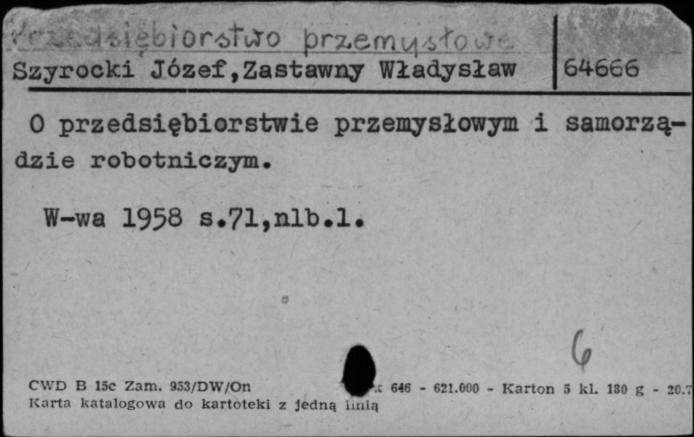 Przedsiębiorstwo przemysłowe
Szyrocki Józef,Zastawny Władysław 64666
O przedsiębiorstwie przemysłowym i samorzą-
dzie robotniczym.
W-wa 1958 s.71,nlb.1.
6
CWD B 15c Zam. 953/DW/On 646 - 621.000 - Karton 5 kl. 180 g - 20.7
Karta katalogowa do kartoteki z jedną linią